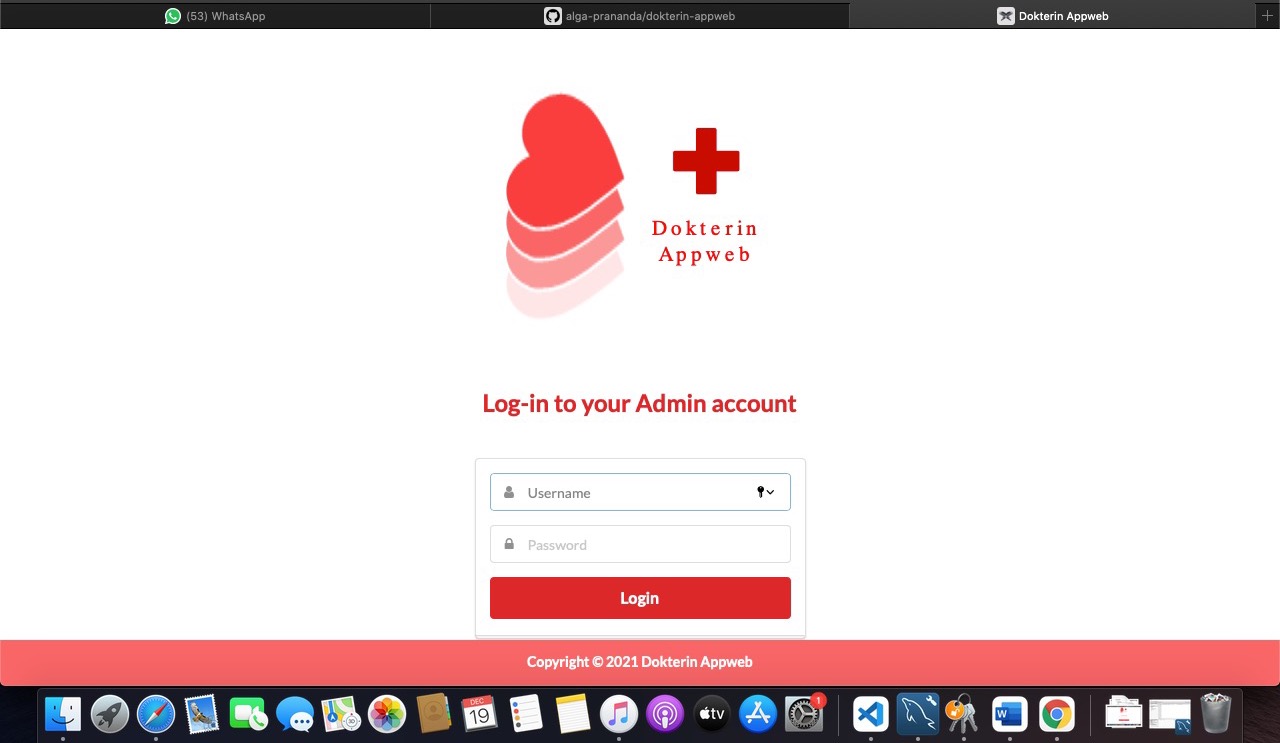 (53) WhatsApp
alga-prananda/dokterin-appweb
Dokterin Appweb
Dokterin
Appweb
Log-in to your Admin account
Username
Password
Login
Copyright © 2021 Dokterin Appweb
DEC
19
3D
tv
1
W